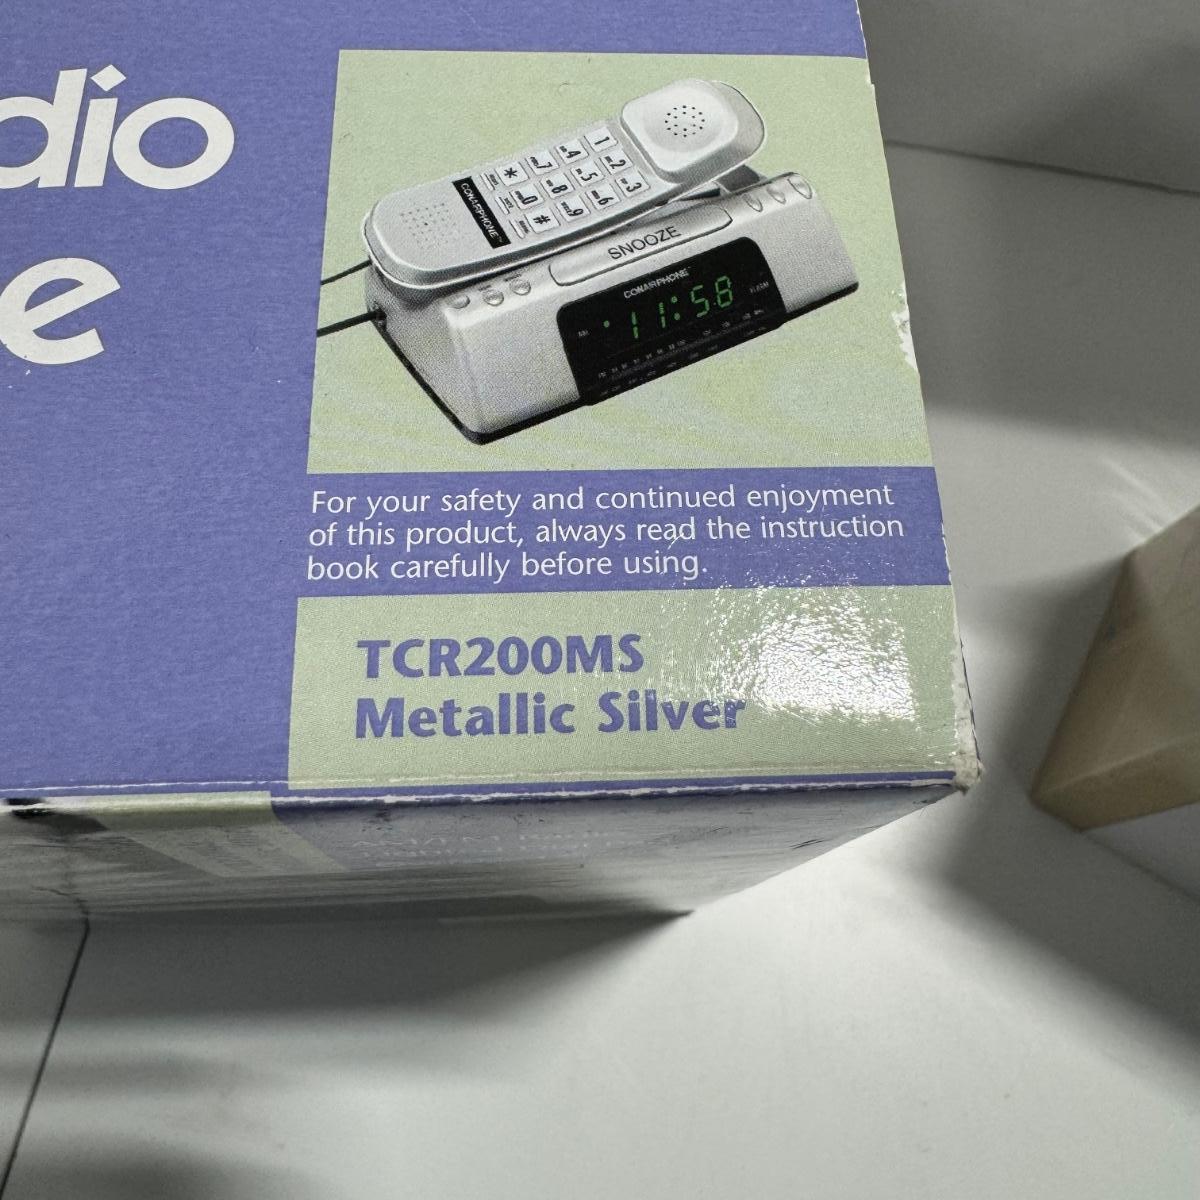 dio
e
CONAIRPHONE™
1
2
3
4
5
6
7
8
9
*
0
#
SNOOZE
CONAIRPHONE
11:58
For your safety and continued enjoyment
of this product, always read the instruction
book carefully before using.
TCR200MS
Metallic Silver